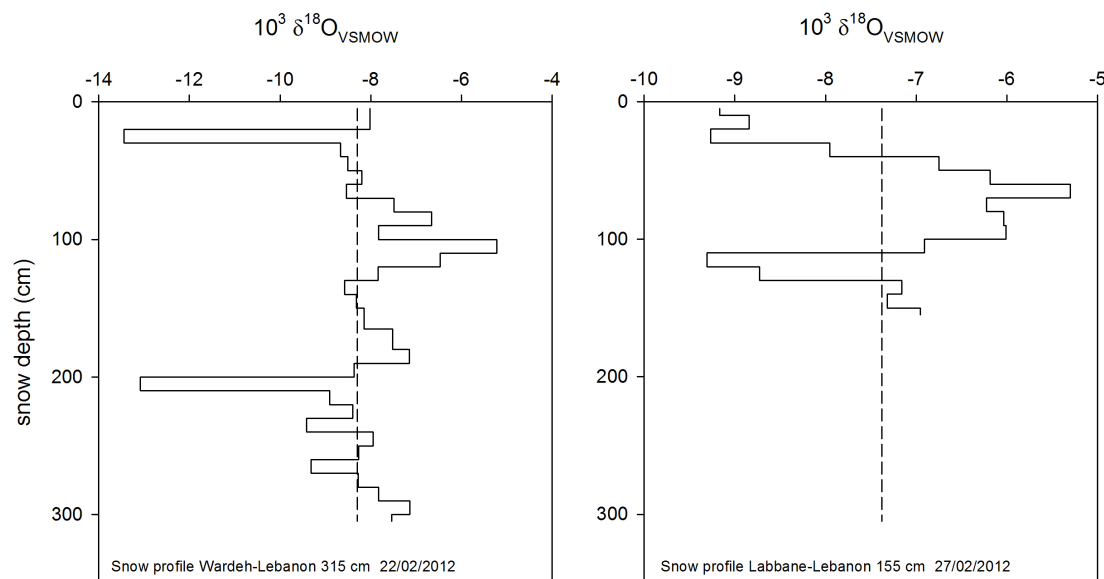 10³ δ¹⁸O_VSMOW 10³ δ¹⁸O_VSMOW
-14 -12 -10 -8 -6 -4 -10 -9 -8 -7 -6 -5
0 0
100 100
snow depth (cm)
200 200
300 300
Snow profile Wardeh-Lebanon 315 cm 22/02/2012 Snow profile Labbane-Lebanon 155 cm 27/02/2012